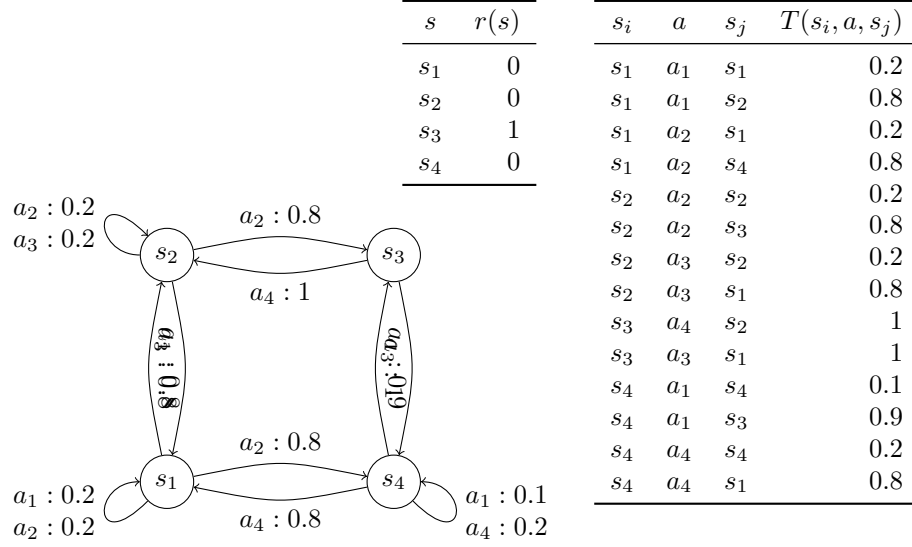 s r(s)
s₁ 0
s₂ 0
s₃ 1
s₄ 0
sᵢ a sⱼ T(sᵢ, a, sⱼ)
s₁ a₁ s₁ 0.2
s₁ a₁ s₂ 0.8
s₁ a₂ s₁ 0.2
s₁ a₂ s₄ 0.8
s₂ a₂ s₂ 0.2
s₂ a₂ s₃ 0.8
s₂ a₃ s₂ 0.2
s₂ a₃ s₁ 0.8
s₃ a₄ s₂ 1
s₃ a₃ s₁ 1
s₄ a₁ s₄ 0.1
s₄ a₁ s₃ 0.9
s₄ a₄ s₄ 0.2
s₄ a₄ s₁ 0.8
a₂ : 0.2
a₃ : 0.2
s₂
a₂ : 0.8
a₄ : 1
s₃
a₁ : 0.2
a₂ : 0.2
s₁
a₂ : 0.8
a₄ : 0.8
s₄
a₁ : 0.1
a₄ : 0.2